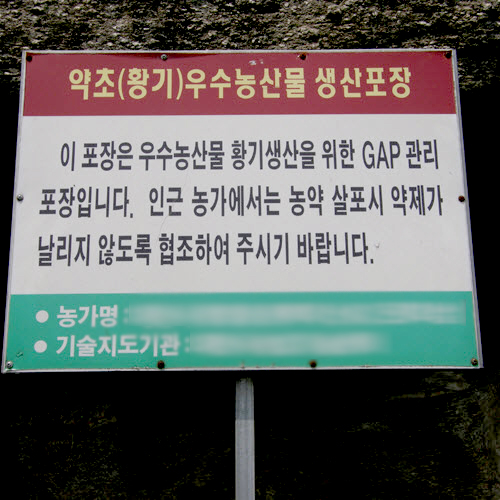 약초(황기)우수농산물 생산포장
이 포장은 우수농산물 황기생산을 위한 GAP 관리
포장입니다. 인근 농가에서는 농약 살포시 약제가
날리지 않도록 협조하여 주시기 바랍니다.
● 농가명 :
● 기술지도기관 :